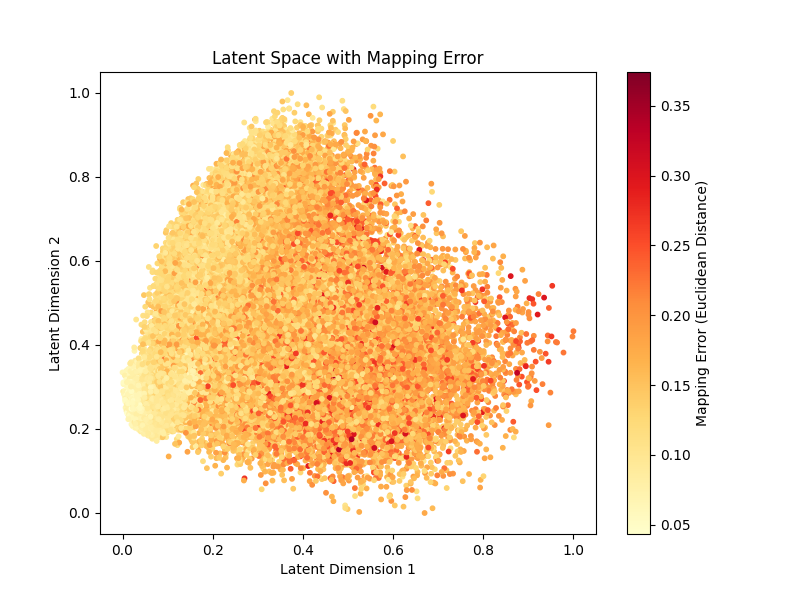 Latent Space with Mapping Error
Latent Dimension 2
1.0
0.8
0.6
0.4
0.2
0.0
0.0 0.2 0.4 0.6 0.8 1.0
Latent Dimension 1
0.35
0.30
0.25
0.20
0.15
0.10
0.05
Mapping Error (Euclidean Distance)